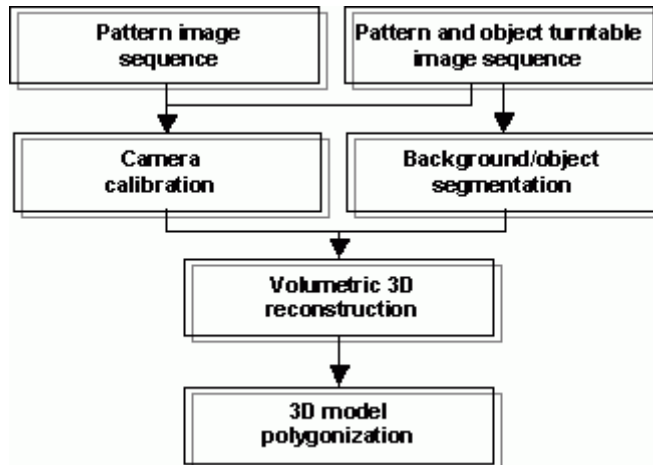 Pattern image
sequence
Pattern and object turntable
image sequence
Camera
calibration
Background/object
segmentation
Volumetric 3D
reconstruction
3D model
polygonization